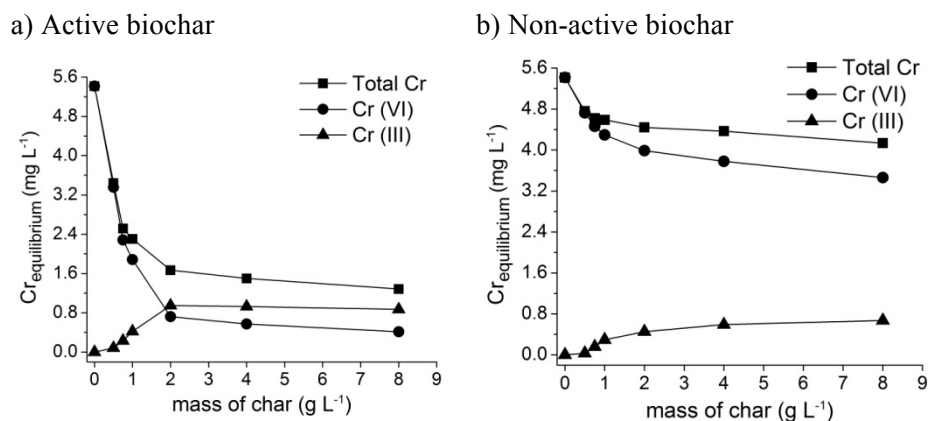 a) Active biochar
5.6
4.8
4.0
3.2
2.4
1.6
0.8
0.0
Cr equilibrium (mg L⁻¹)
Total Cr
Cr (VI)
Cr (III)
0 1 2 3 4 5 6 7 8 9
mass of char (g L⁻¹)
b) Non-active biochar
5.6
4.8
4.0
3.2
2.4
1.6
0.8
0.0
Cr equilibrium (mg L⁻¹)
Total Cr
Cr (VI)
Cr (III)
0 1 2 3 4 5 6 7 8 9
mass of char (g L⁻¹)